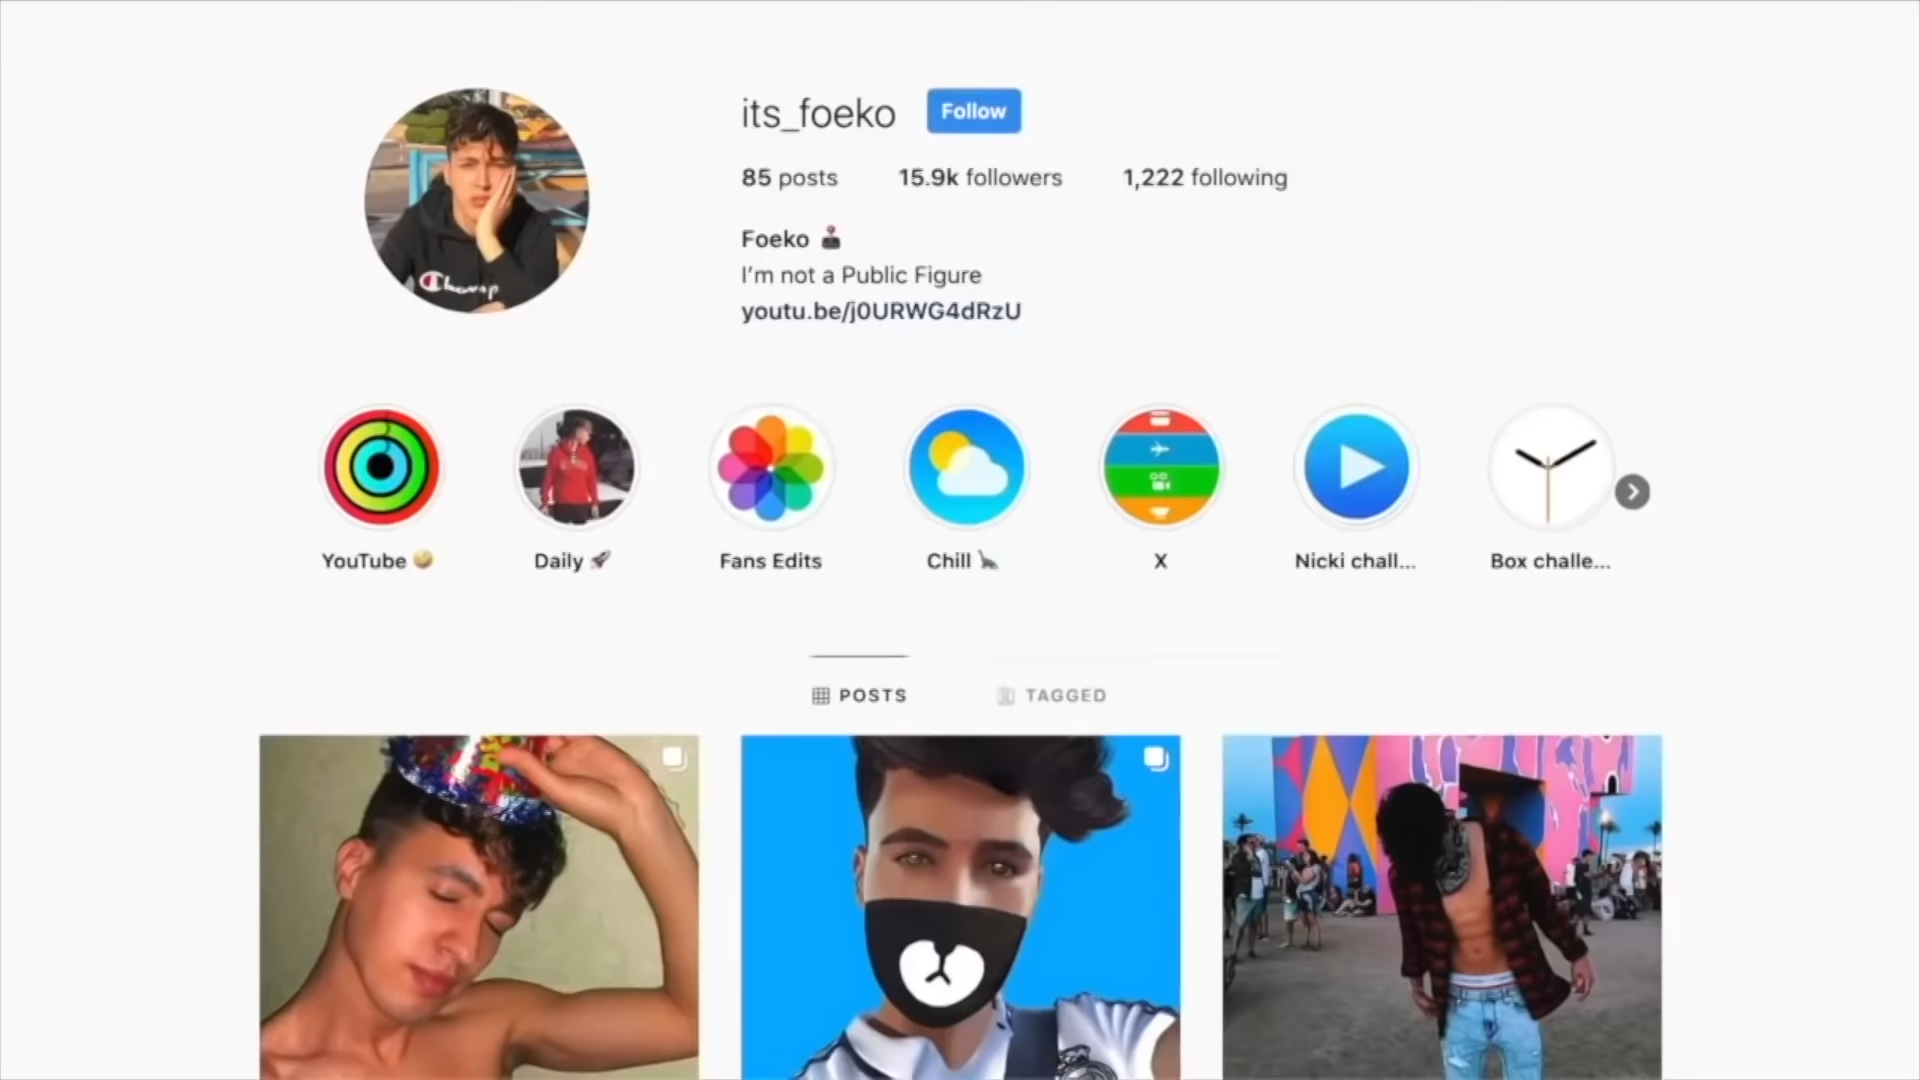 its_foeko
Follow
85 posts 15.9k followers 1,222 following
Foeko 🕹️
I'm not a Public Figure
youtu.be/j0URWG4dRzU
Champ
YouTube 🤣
Daily 🚀
Fans Edits
Chill 🦕
X
Nicki chall...
Box challe...
POSTS
TAGGED